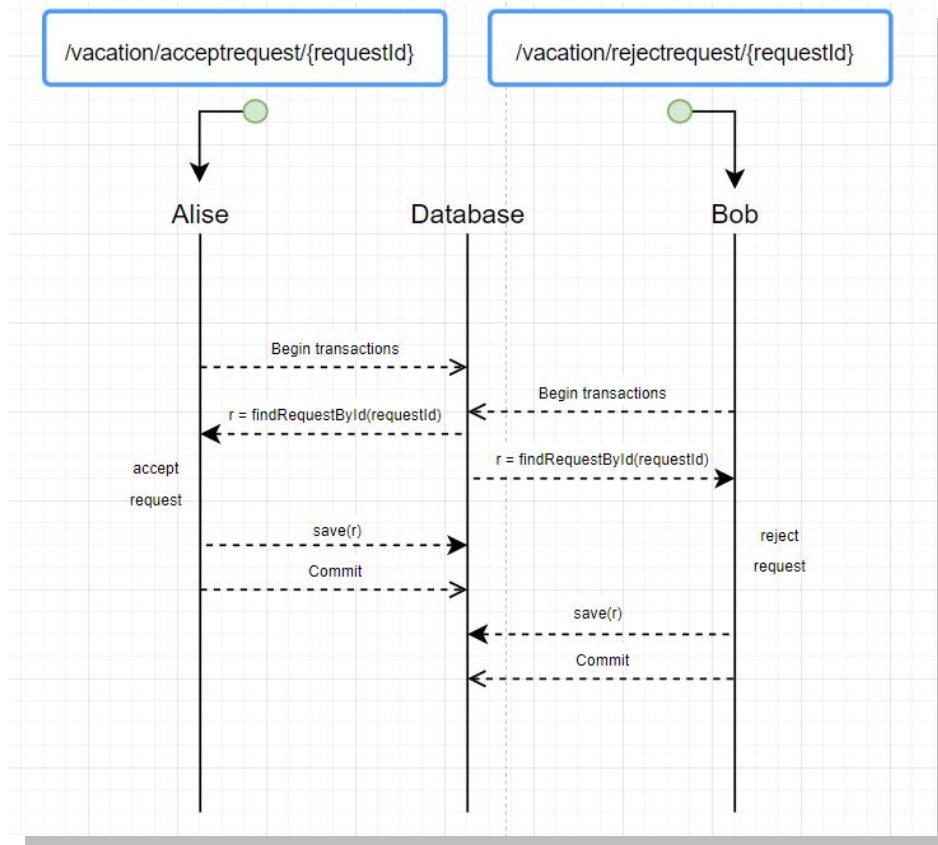 /vacation/acceptrequest/{requestId}
/vacation/rejectrequest/{requestId}
Alise
Database
Bob
Begin transactions
Begin transactions
r = findRequestById(requestId)
r = findRequestById(requestId)
accept
request
save(r)
reject
request
Commit
save(r)
Commit